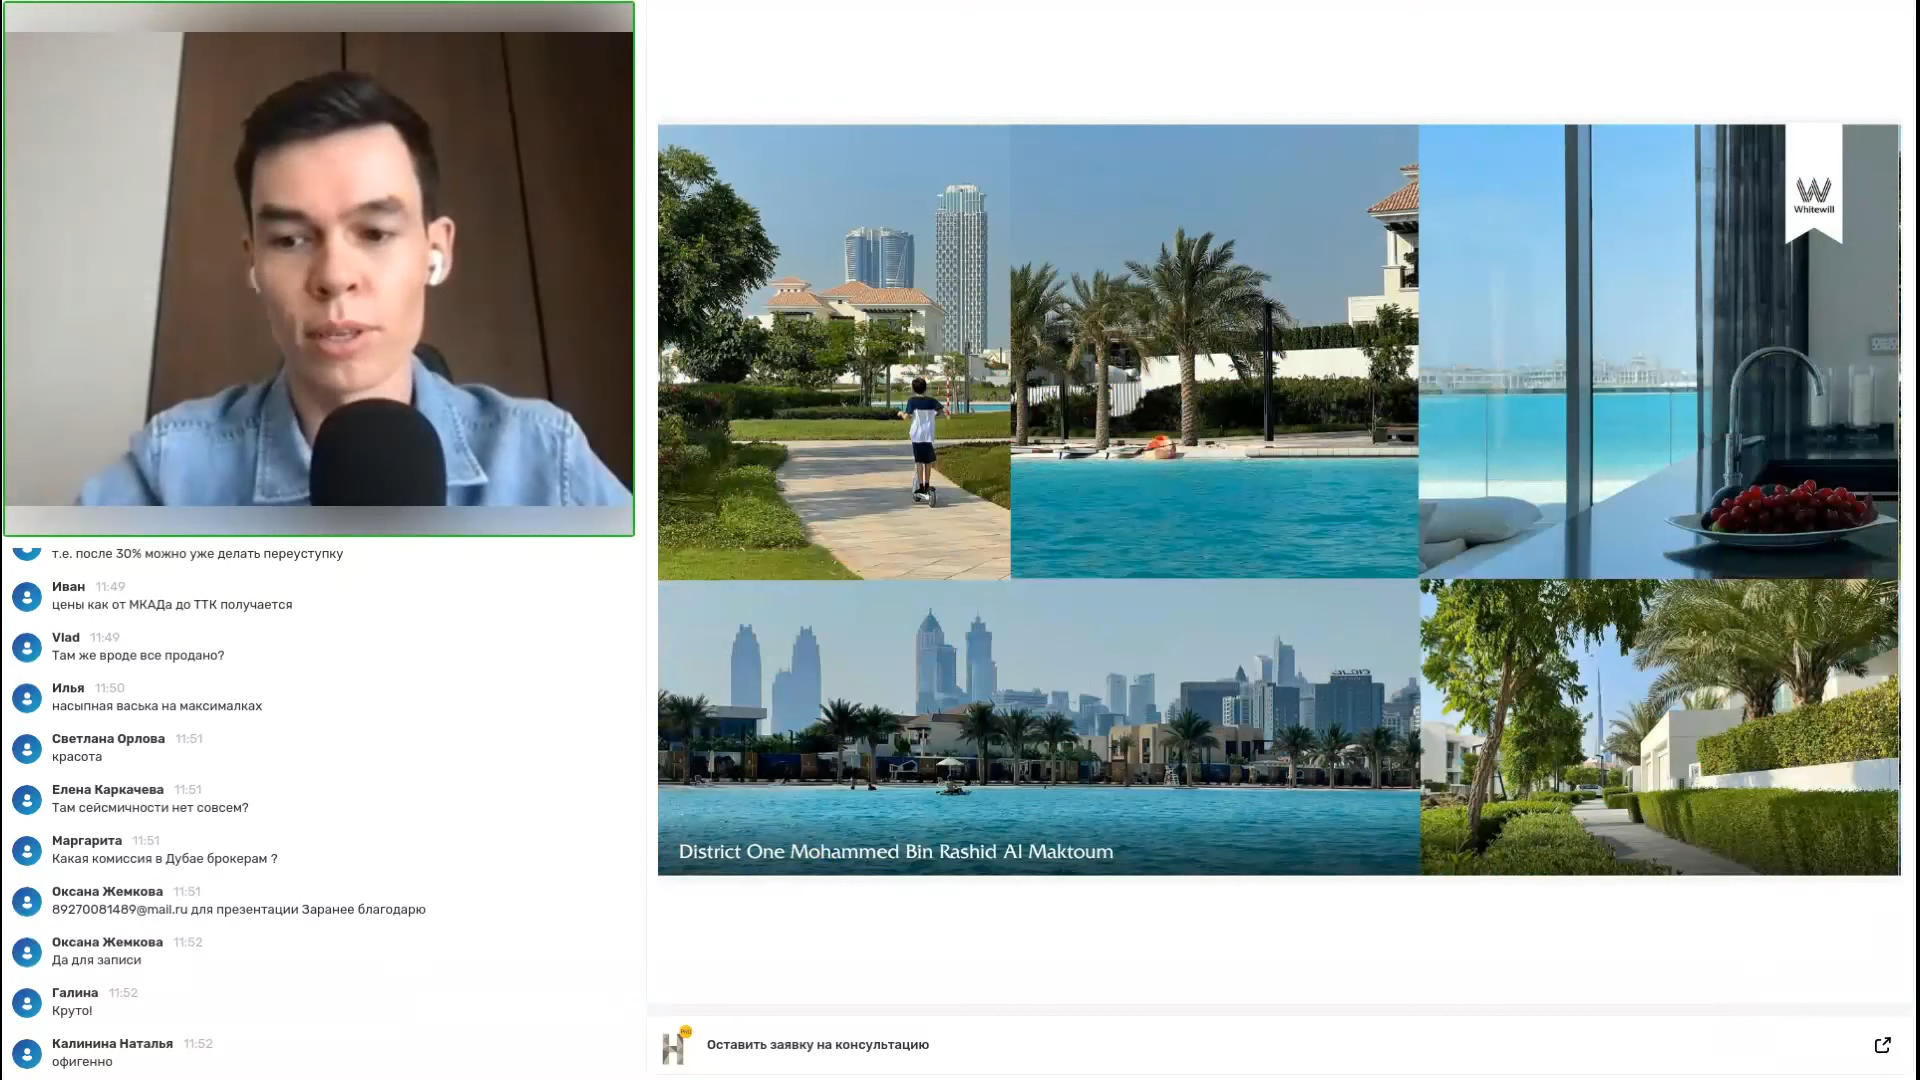 т.е. после 30% можно уже делать переуступку
Иван 11:49
цены как от МКАДа до ТТК получается
Vlad 11:49
Там же вроде все продано?
Илья 11:50
насыпная васька на максималках
Светлана Орлова 11:51
красота
Елена Каркачева 11:51
Там сейсмичности нет совсем?
Маргарита 11:51
Какая комиссия в Дубае брокерам ?
Оксана Жемкова 11:51
89270081489@mail.ru для презентации Заранее благодарю
Оксана Жемкова 11:52
Да для записи
Галина 11:52
Круто!
Калинина Наталья 11:52
офигенно
Whitewill
District One Mohammed Bin Rashid Al Maktoum
Оставить заявку на консультацию